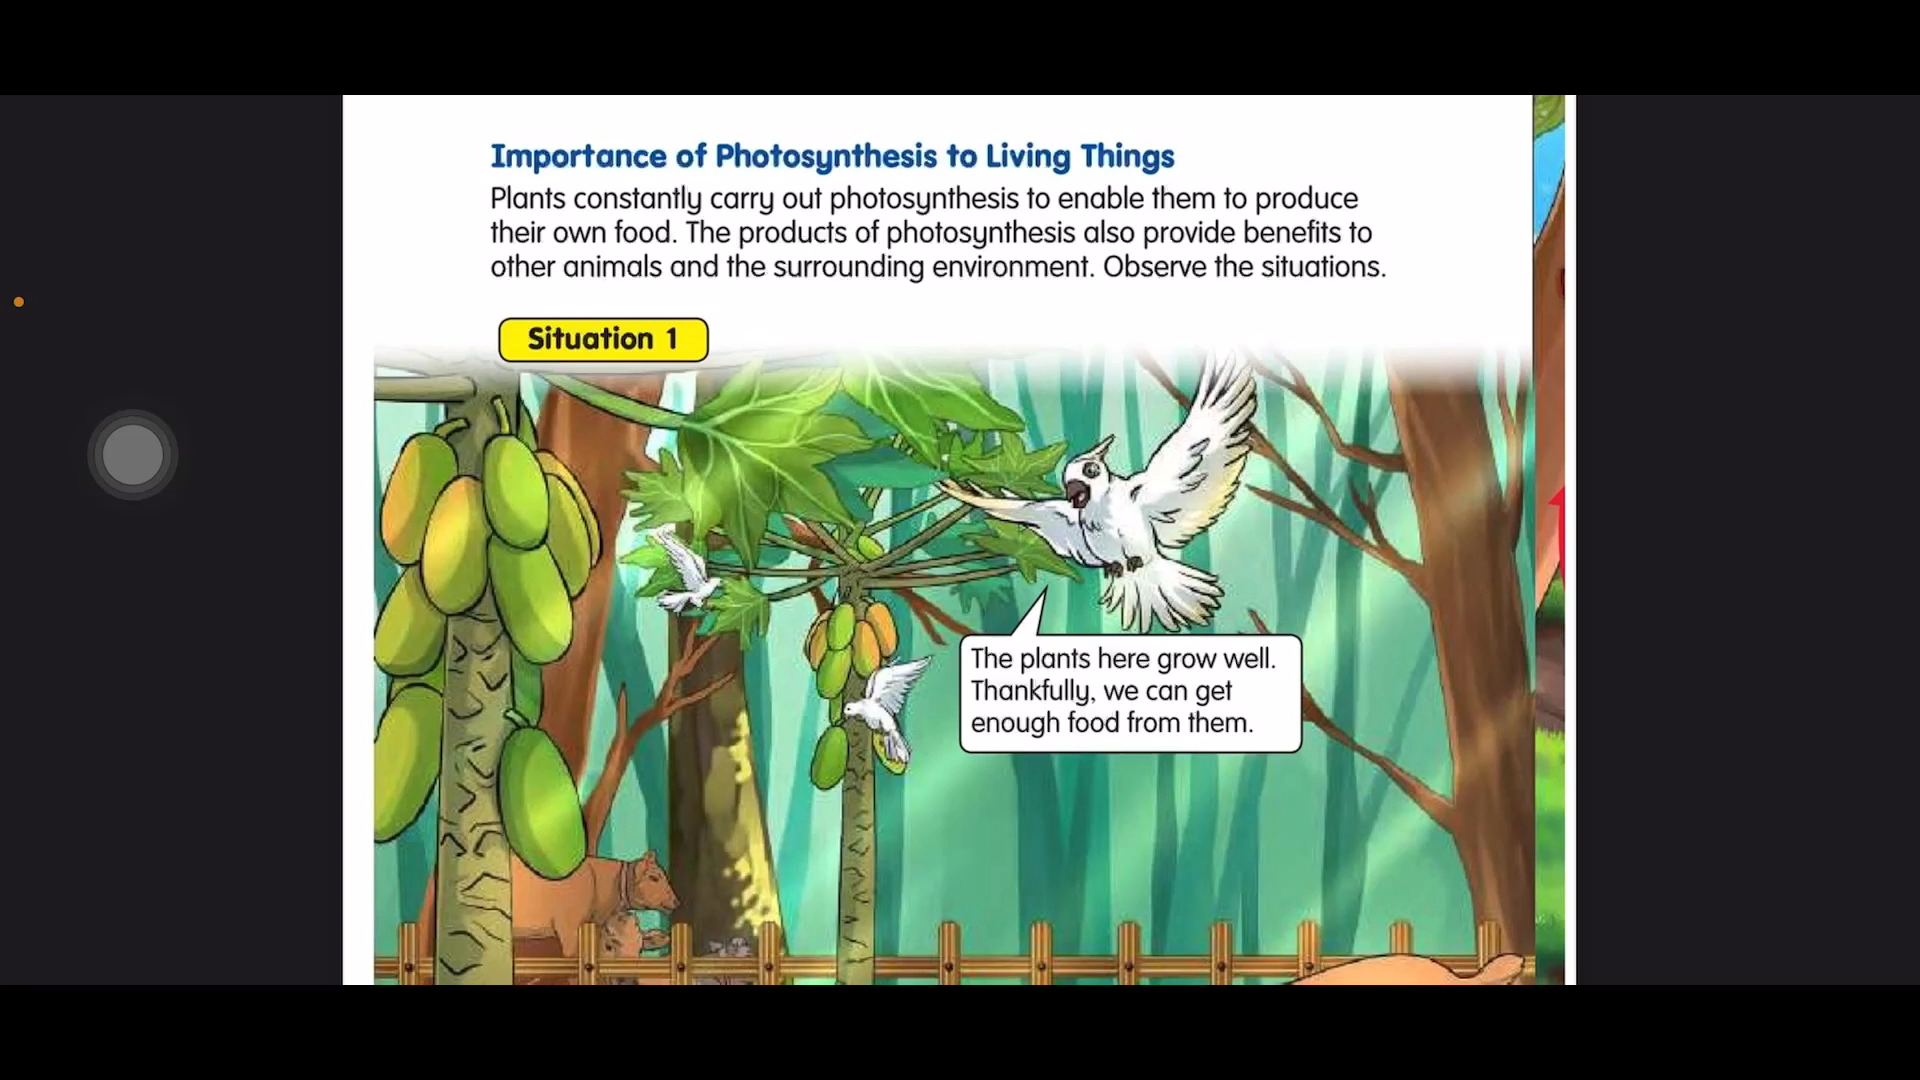 Importance of Photosynthesis to Living Things
Plants constantly carry out photosynthesis to enable them to produce
their own food. The products of photosynthesis also provide benefits to
other animals and the surrounding environment. Observe the situations.
Situation 1
The plants here grow well.
Thankfully, we can get
enough food from them.